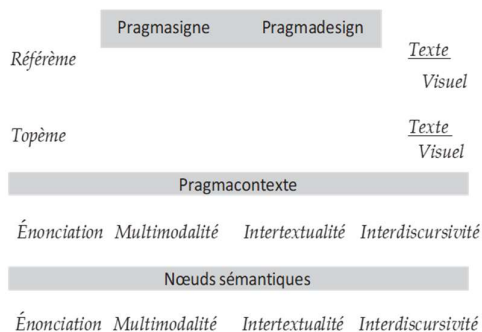 Pragmasigne Pragmadesign
Référème Texte
Visuel
Topème Texte
Visuel
Pragmacontexte
Énonciation Multimodalité Intertextualité Interdiscursivité
Nœuds sémantiques
Énonciation Multimodalité Intertextualité Interdiscursivité